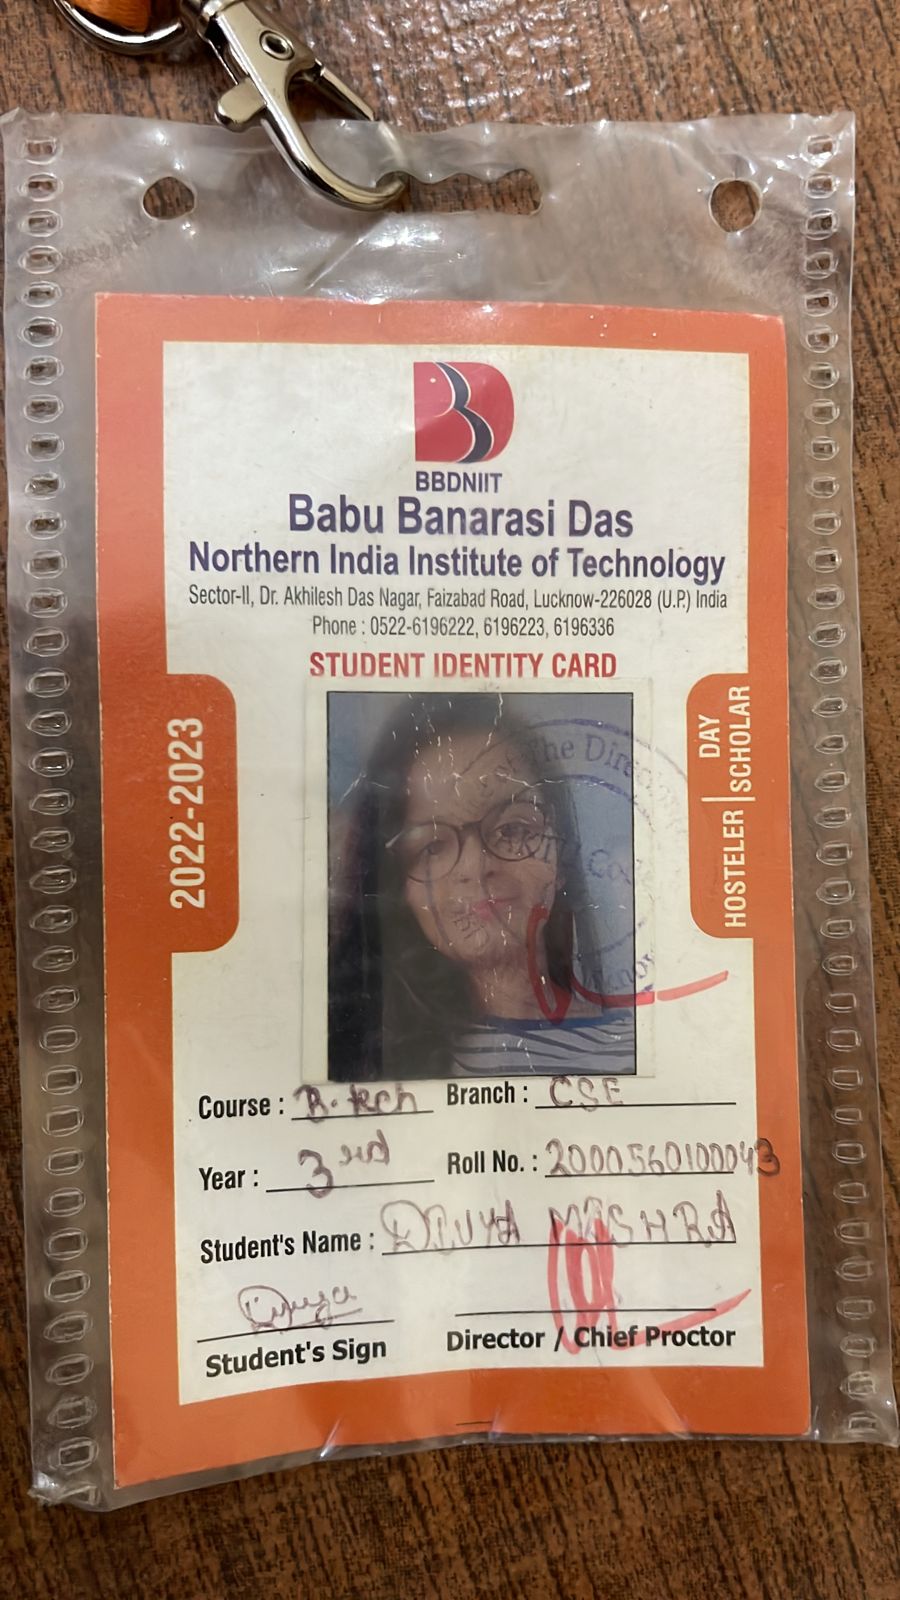 BBDNIIT
Babu Banarasi Das
Northern India Institute of Technology
Sector-II, Dr. Akhilesh Das Nagar, Faizabad Road, Lucknow-226028 (U.P.) India
Phone : 0522-6196222, 6196223, 6196336
STUDENT IDENTITY CARD
2022-2023
HOSTELER | DAY SCHOLAR
The Direc
Course : B.tech Branch : CSE
Year : 3rd Roll No. : 2000560100043
Student's Name : DIVYA MISHRA
Divya
Student's Sign Director / Chief Proctor